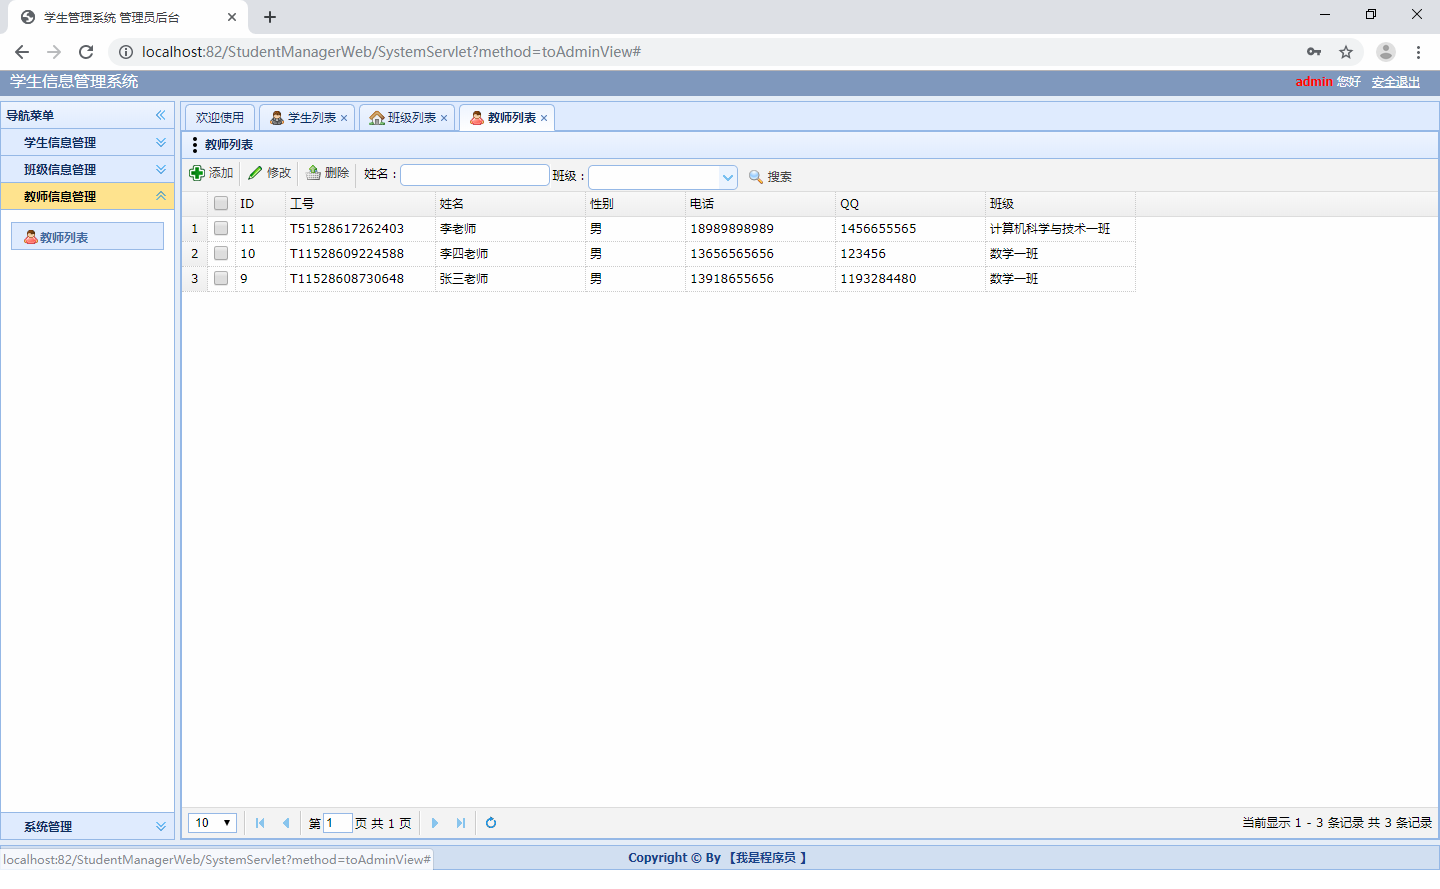 学生管理系统 管理员后台
localhost:82/StudentManagerWeb/SystemServlet?method=toAdminView#
学生信息管理系统
admin 您好 安全退出
导航菜单
学生信息管理
班级信息管理
教师信息管理
教师列表
系统管理
欢迎使用 学生列表 班级列表 教师列表
教师列表
添加 修改 删除 姓名： 班级： 搜索
ID 工号 姓名 性别 电话 QQ 班级
1 11 T51528617262403 李老师 男 18989898989 1456655565 计算机科学与技术一班
2 10 T11528609224588 李四老师 男 13656565656 123456 数学一班
3 9 T11528608730648 张三老师 男 13918655656 1193284480 数学一班
10 第 1 页 共 1 页 当前显示 1 - 3 条记录 共 3 条记录
Copyright © By 【我是程序员 】
localhost:82/StudentManagerWeb/SystemServlet?method=toAdminView#